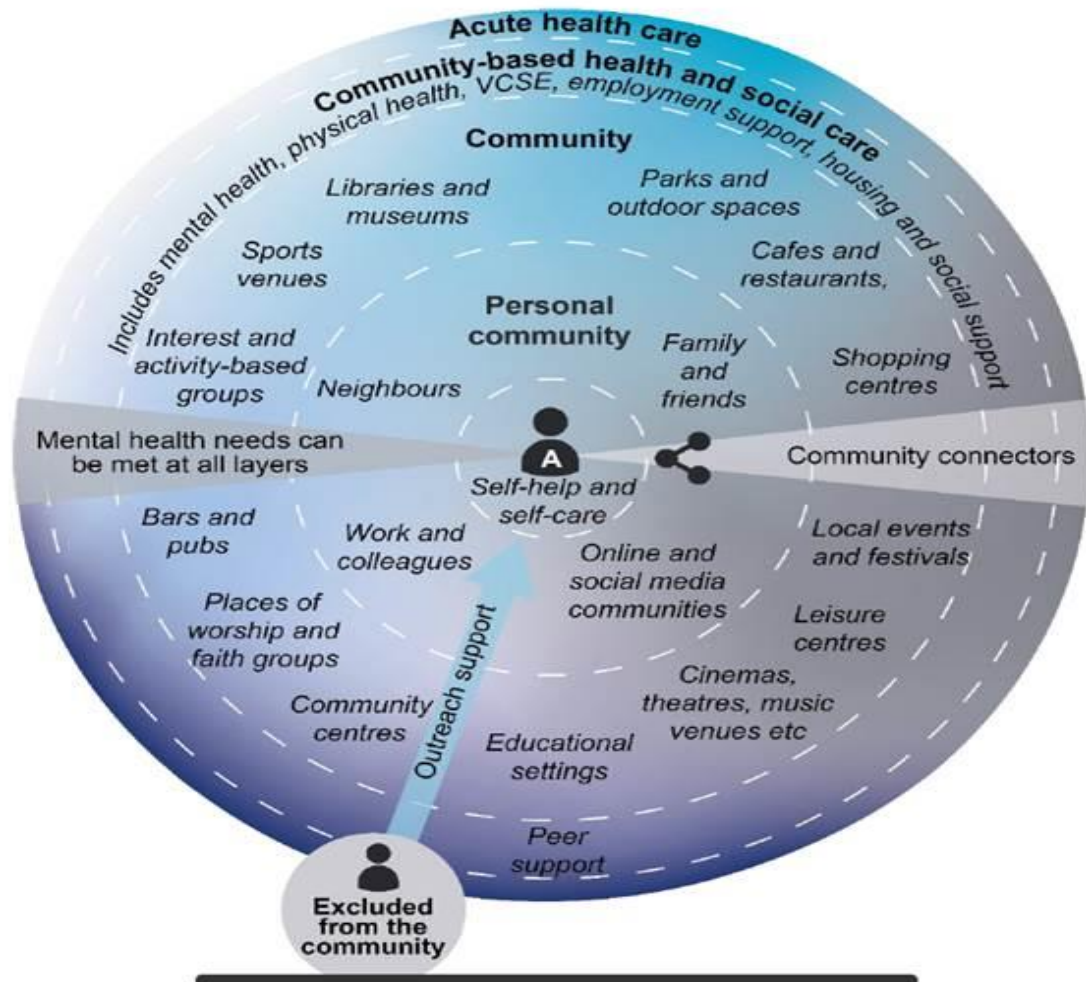 Acute health care
Community-based health and social care
Includes mental health, physical health, VCSE, employment support, housing and social support
Community
Libraries and
museums
Parks and
outdoor spaces
Sports
venues
Cafes and
restaurants,
Personal
community
Interest and
activity-based
groups
Neighbours
Family
and
friends
Shopping
centres
Mental health needs can
be met at all layers
A
Community connectors
Self-help and
self-care
Bars and
pubs
Work and
colleagues
Online and
social media
communities
Local events
and festivals
Places of
worship and
faith groups
Leisure
centres
Outreach support
Community
centres
Cinemas,
theatres, music
venues etc
Educational
settings
Peer
support
Excluded
from the
community